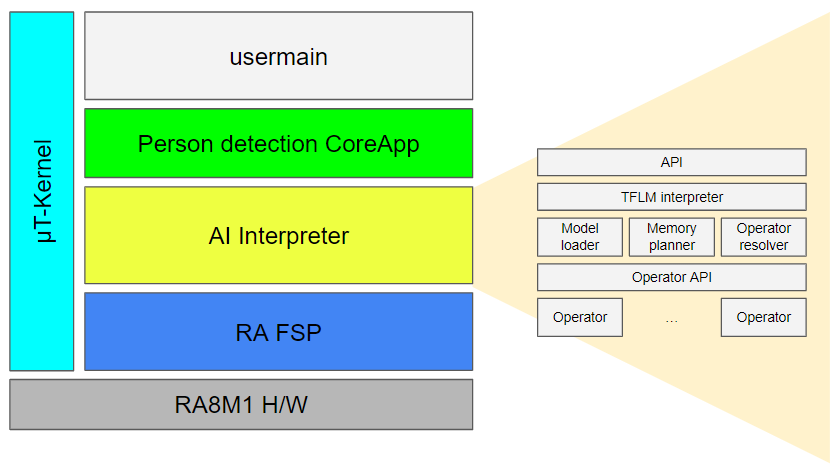 μT-Kernel
usermain
Person detection CoreApp
AI Interpreter
RA FSP
RA8M1 H/W
API
TFLM interpreter
Model
loader
Memory
planner
Operator
resolver
Operator API
Operator
...
Operator